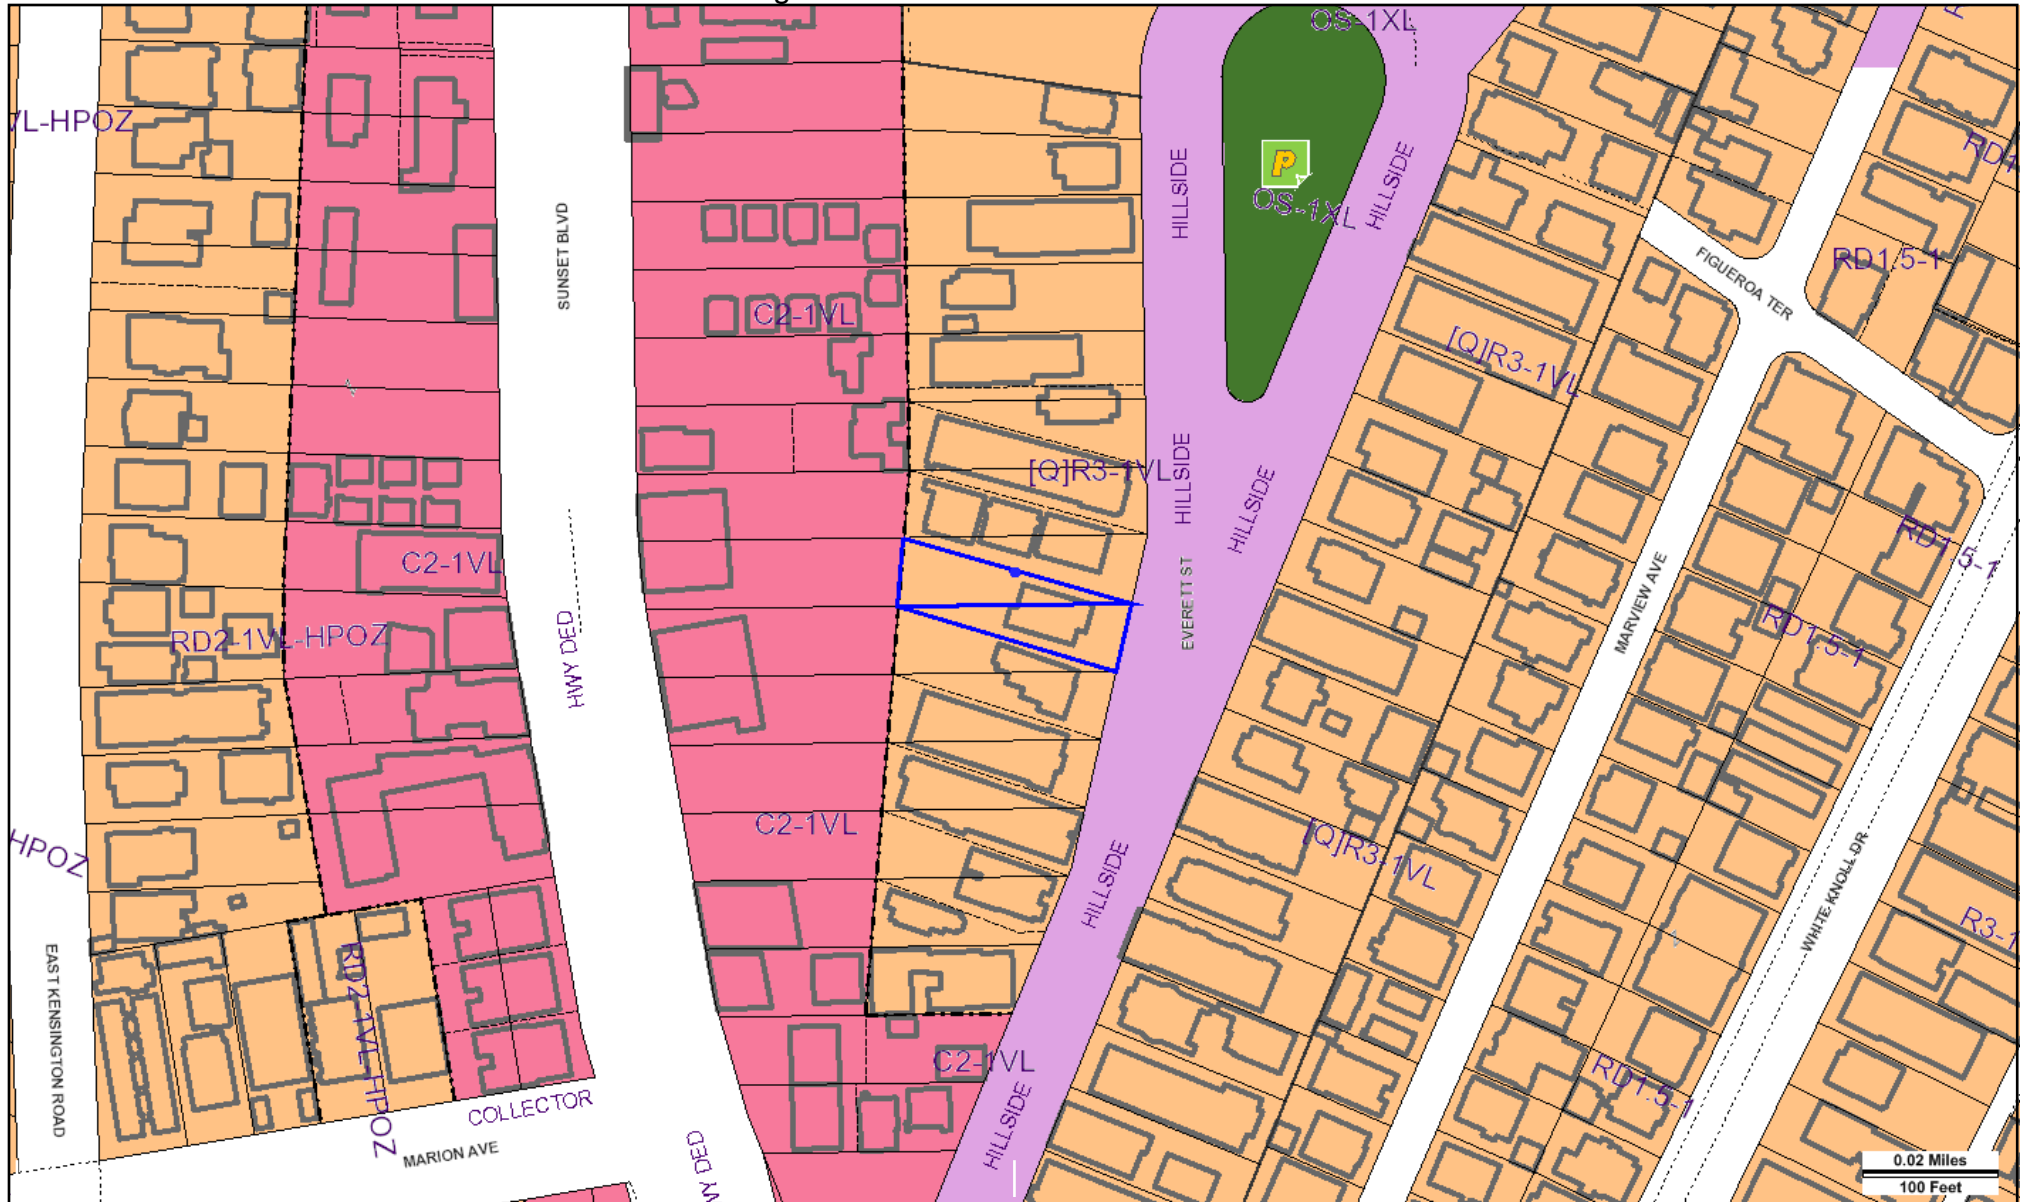 OS-1XL
VL-HPOZ
HILLSIDE
HILLSIDE
RD1
P
OS-1XL
SUNSET BLVD
FIGUEROA TER
RD1.5-1
C2-1VL
[Q]R3-1VL
[Q]R3-1VL
HILLSIDE
HILLSIDE
RD1.5-1
C2-1VL
EVERETT ST
MARVIEW AVE
RD2-1VL-HPOZ
HWY DED
RD1.5-1
C2-1VL
HPOZ
[Q]R3-1VL
HILLSIDE
WHITE KNOLL DR
R3-1
EAST KENSINGTON ROAD
RD2-1VL-HPOZ
C2-1VL
RD1.5-1
HILLSIDE
COLLECTOR
MARION AVE
WY DED
0.02 Miles
100 Feet